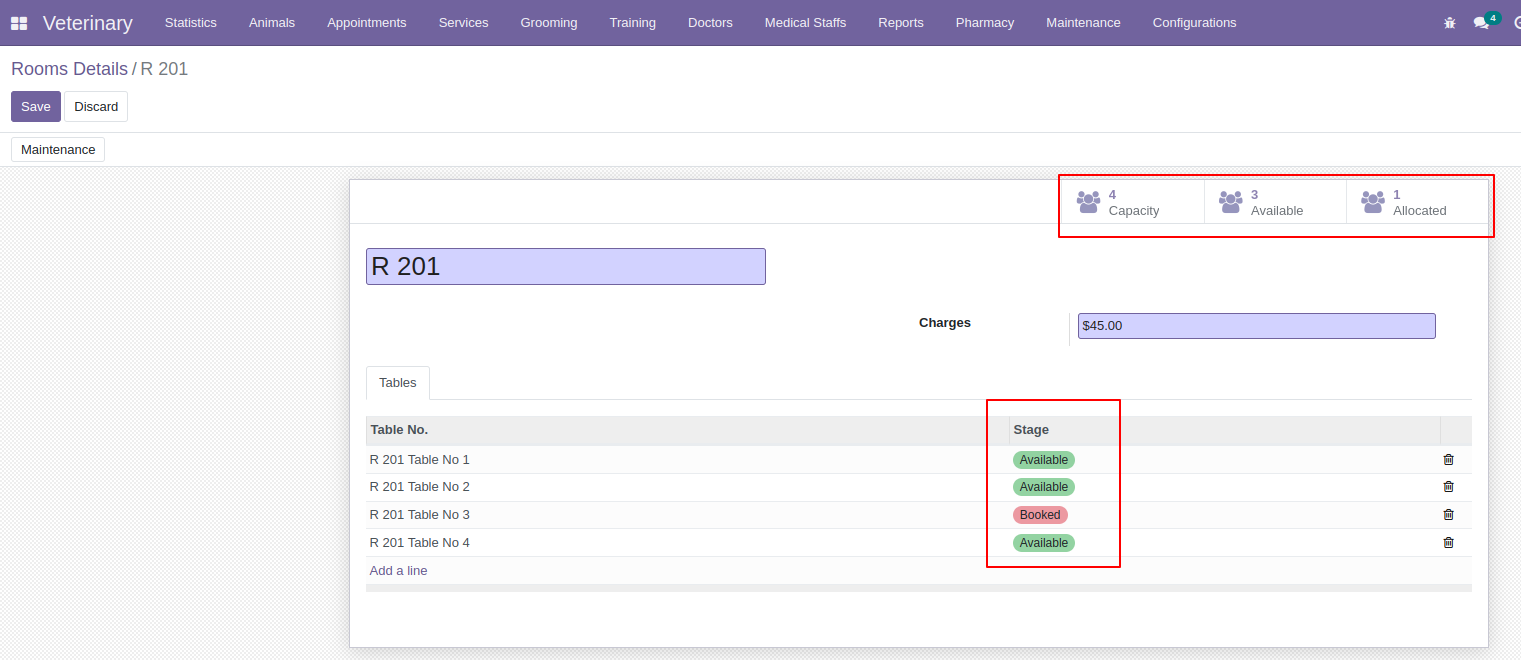 Veterinary Statistics Animals Appointments Services Grooming Training Doctors Medical Staffs Reports Pharmacy Maintenance Configurations 4
Rooms Details / R 201
Save Discard
Maintenance
4 Capacity
3 Available
1 Allocated
R 201
Charges $45.00
Tables
Table No. Stage
R 201 Table No 1 Available
R 201 Table No 2 Available
R 201 Table No 3 Booked
R 201 Table No 4 Available
Add a line